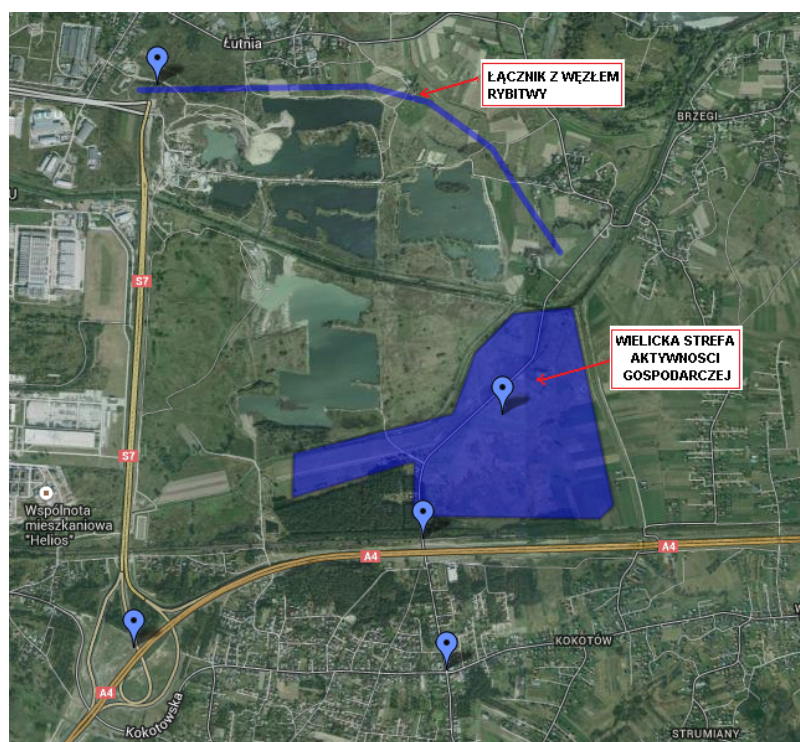 Łutnia
ŁĄCZNIK Z WĘZŁEM
RYBITWY
BRZEGI
S7
WIELICKA STREFA
AKTYWNOSCI
GOSPODARCZEJ
S7
Wspólnota
mieszkaniowa
"Helios"
A4
A4
KOKOTÓW
A4
Kokotowska
STRUMIANY